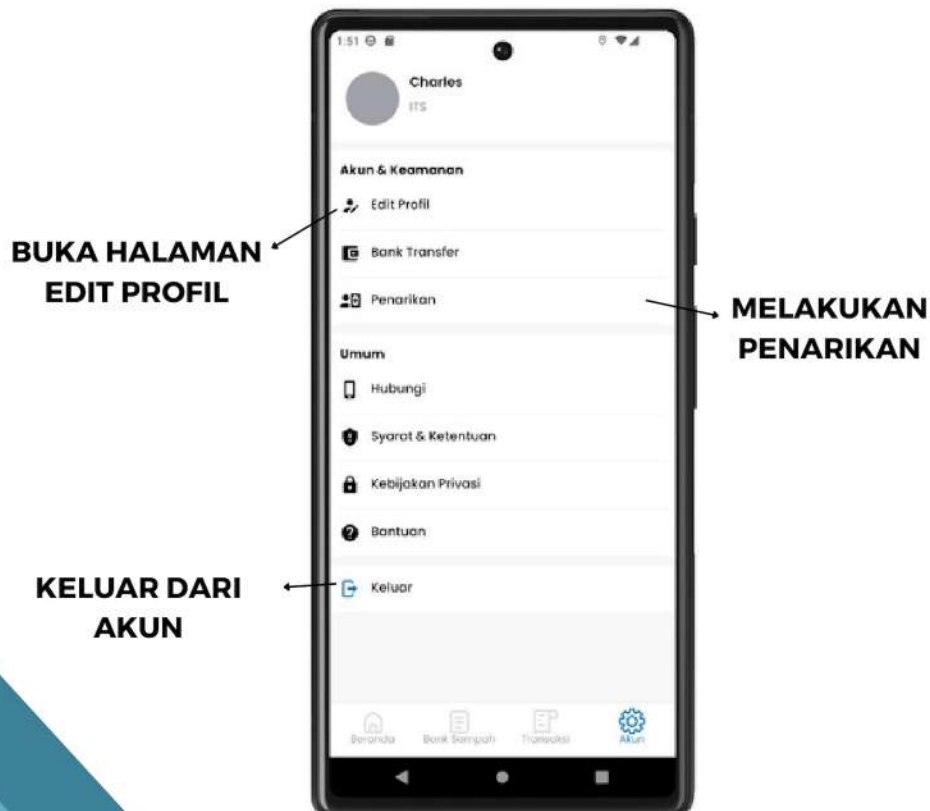 1:51
Charles
ITS
Akun & Keamanan
Edit Profil
BUKA HALAMAN
EDIT PROFIL
Bank Transfer
Penarikan
MELAKUKAN
PENARIKAN
Umum
Hubungi
Syarat & Ketentuan
Kebijakan Privasi
Bantuan
KELUAR DARI
AKUN
Keluar
Beranda Bank Sampah Transaksi Akun